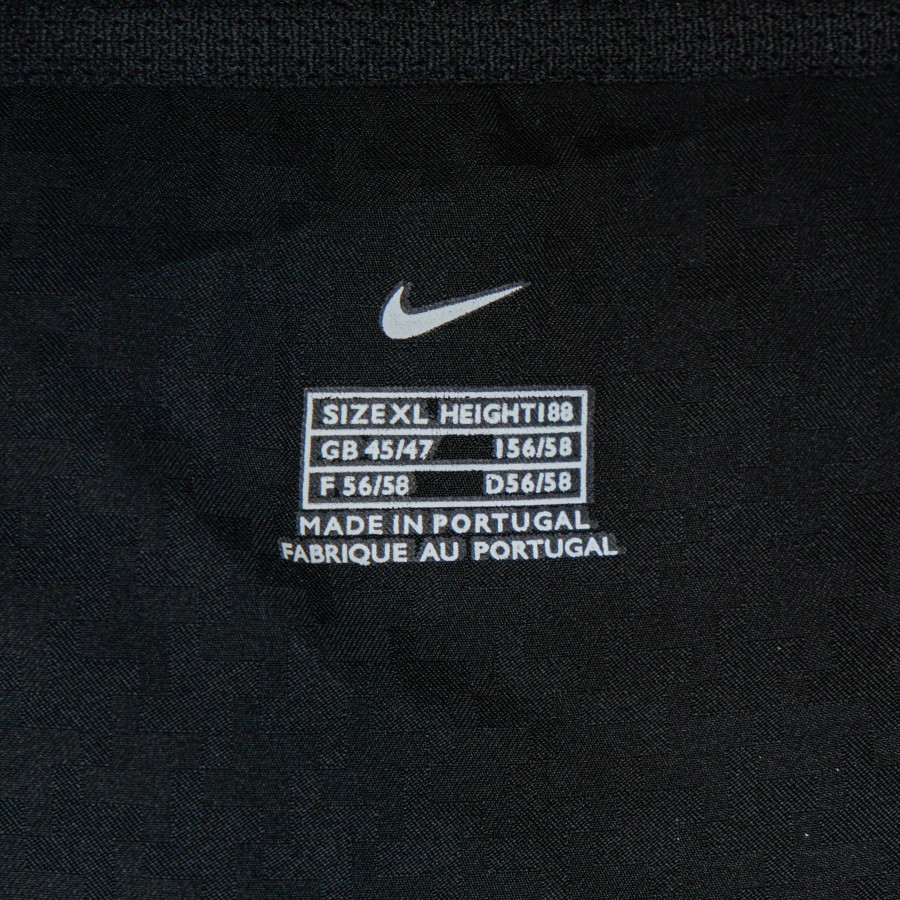 SIZE XL HEIGHT 188
GB 45/47 I 56/58
F 56/58 D 56/58
MADE IN PORTUGAL
FABRIQUE AU PORTUGAL